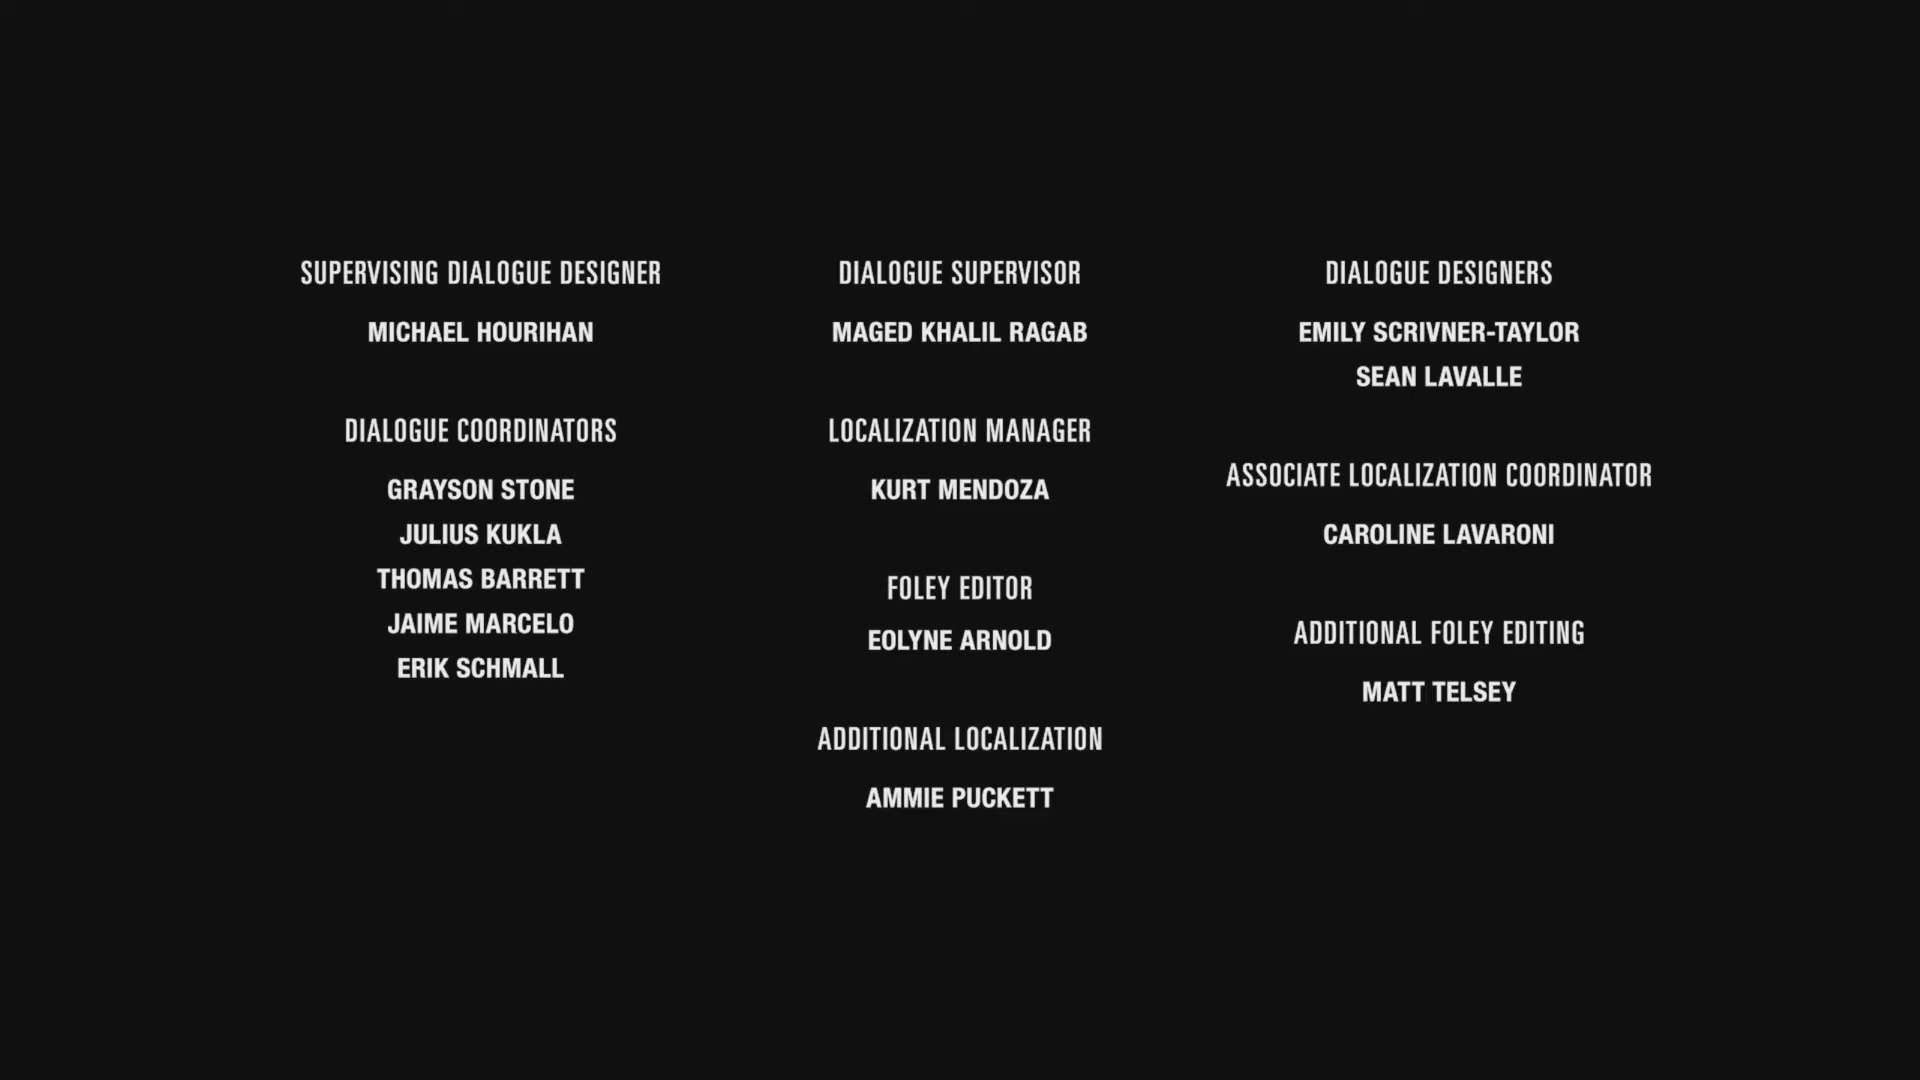 SUPERVISING DIALOGUE DESIGNER
MICHAEL HOURIHAN
DIALOGUE COORDINATORS
GRAYSON STONE
JULIUS KUKLA
THOMAS BARRETT
JAIME MARCELO
ERIK SCHMALL
DIALOGUE SUPERVISOR
MAGED KHALIL RAGAB
LOCALIZATION MANAGER
KURT MENDOZA
FOLEY EDITOR
EOLYNE ARNOLD
ADDITIONAL LOCALIZATION
AMMIE PUCKETT
DIALOGUE DESIGNERS
EMILY SCRIVNER-TAYLOR
SEAN LAVALLE
ASSOCIATE LOCALIZATION COORDINATOR
CAROLINE LAVARONI
ADDITIONAL FOLEY EDITING
MATT TELSEY